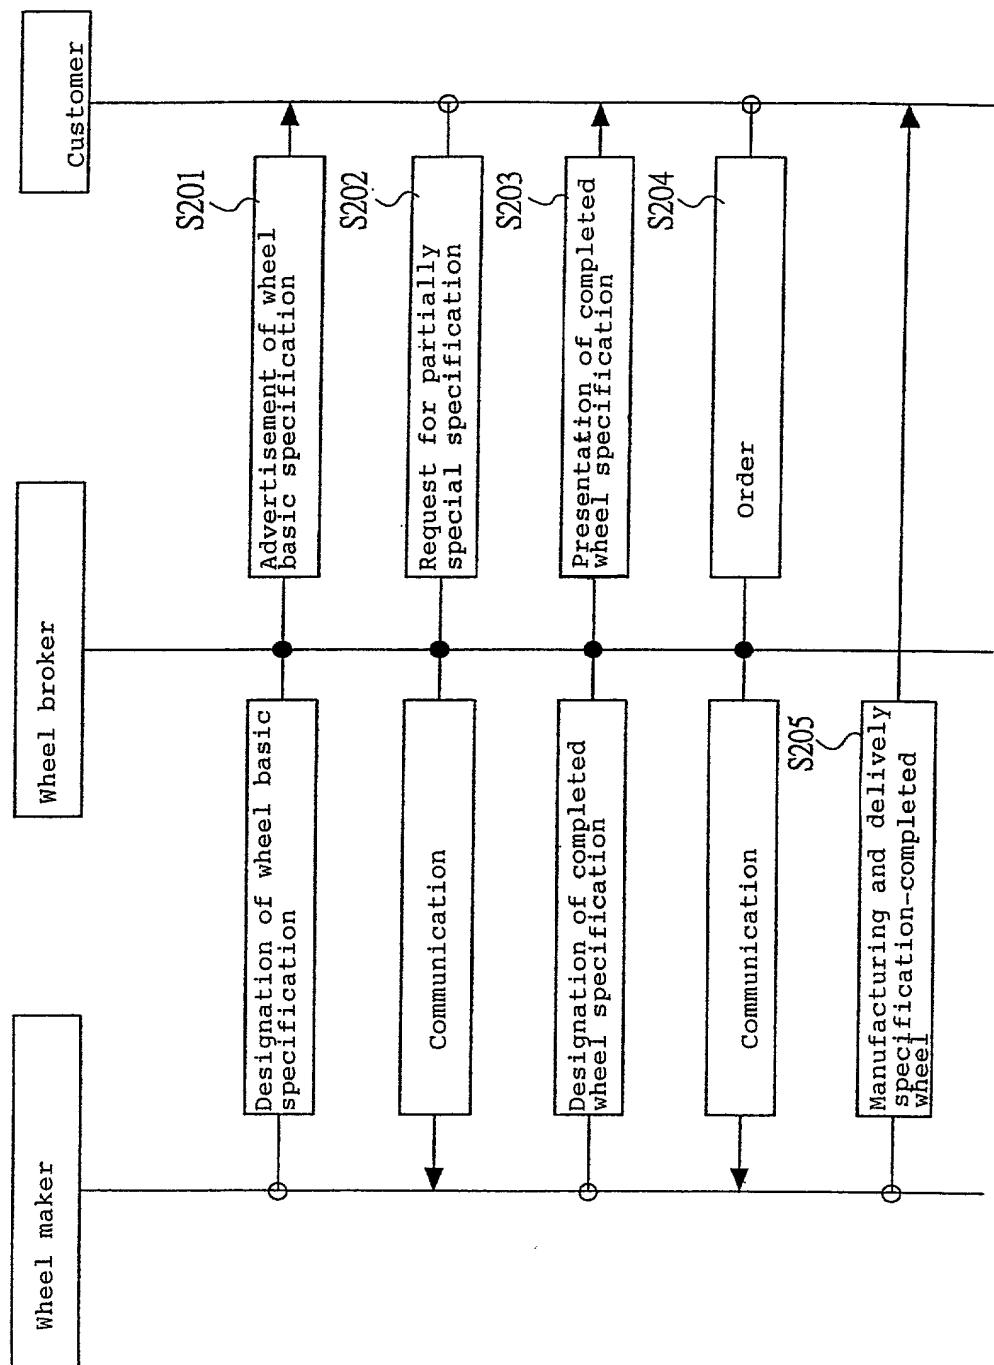 Wheel maker
Wheel broker
Customer
Designation of wheel basic
specification
S201
Advertisement of wheel
basic specification
Communication
S202
Request for partially
special specification
Designation of completed
wheel specification
S203
Presentation of completed
wheel specification
Communication
S204
Order
S205
Manufacturing and delively
specification-completed
wheel